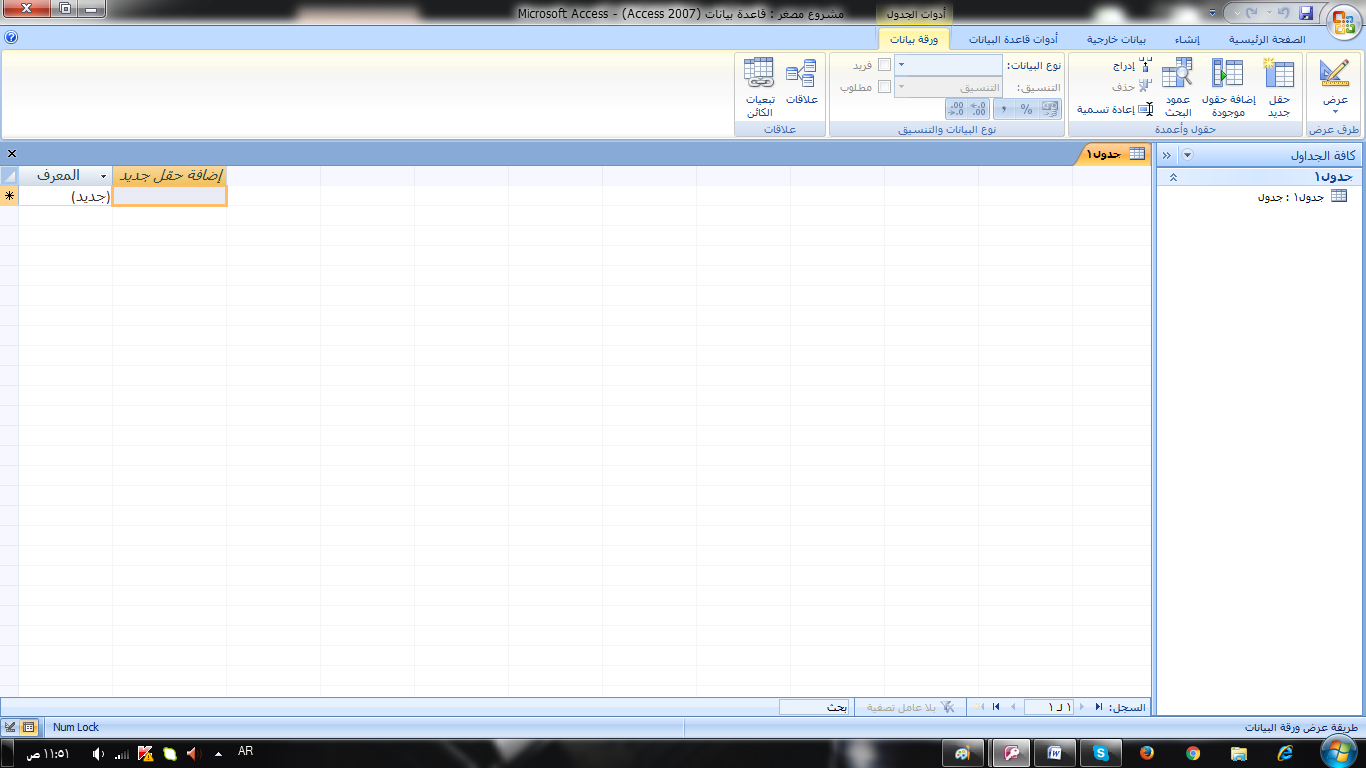 أدوات الجدول
مشروع مصغر : قاعدة بيانات (Access 2007) - Microsoft Access
الصفحة الرئيسية
إنشاء
بيانات خارجية
أدوات قاعدة البيانات
ورقة بيانات
عرض
طرق عرض
حقل جديد
إضافة حقول موجودة
عمود البحث
إدراج
حذف
إعادة تسمية
حقول وأعمدة
نوع البيانات:
فريد
التنسيق:
التنسيق
مطلوب
نوع البيانات والتنسيق
علاقات
تبعيات الكائن
علاقات
كافة الجداول
جدول١
جدول١ : جدول
جدول١
المعرف
إضافة حقل جديد
(جديد)
السجل:
١ لـ ١
بلا عامل تصفية
بحث
طريقة عرض ورقة البيانات
Num Lock
AR
١١:٥١ ص